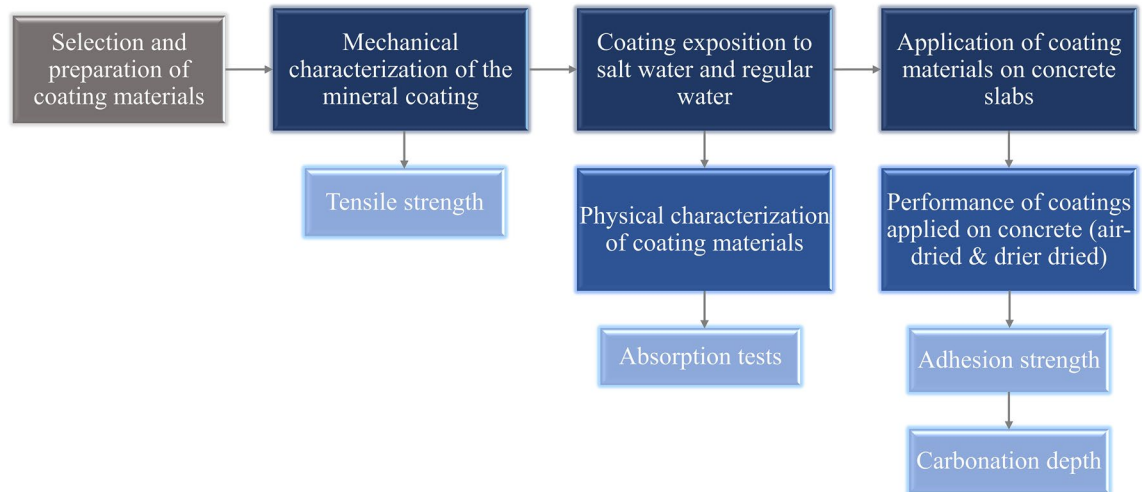 Selection and
preparation of
coating materials
Mechanical
characterization of the
mineral coating
Coating exposition to
salt water and regular
water
Application of coating
materials on concrete
slabs
Tensile strength
Physical characterization
of coating materials
Performance of coatings
applied on concrete (air-
dried & drier dried)
Absorption tests
Adhesion strength
Carbonation depth